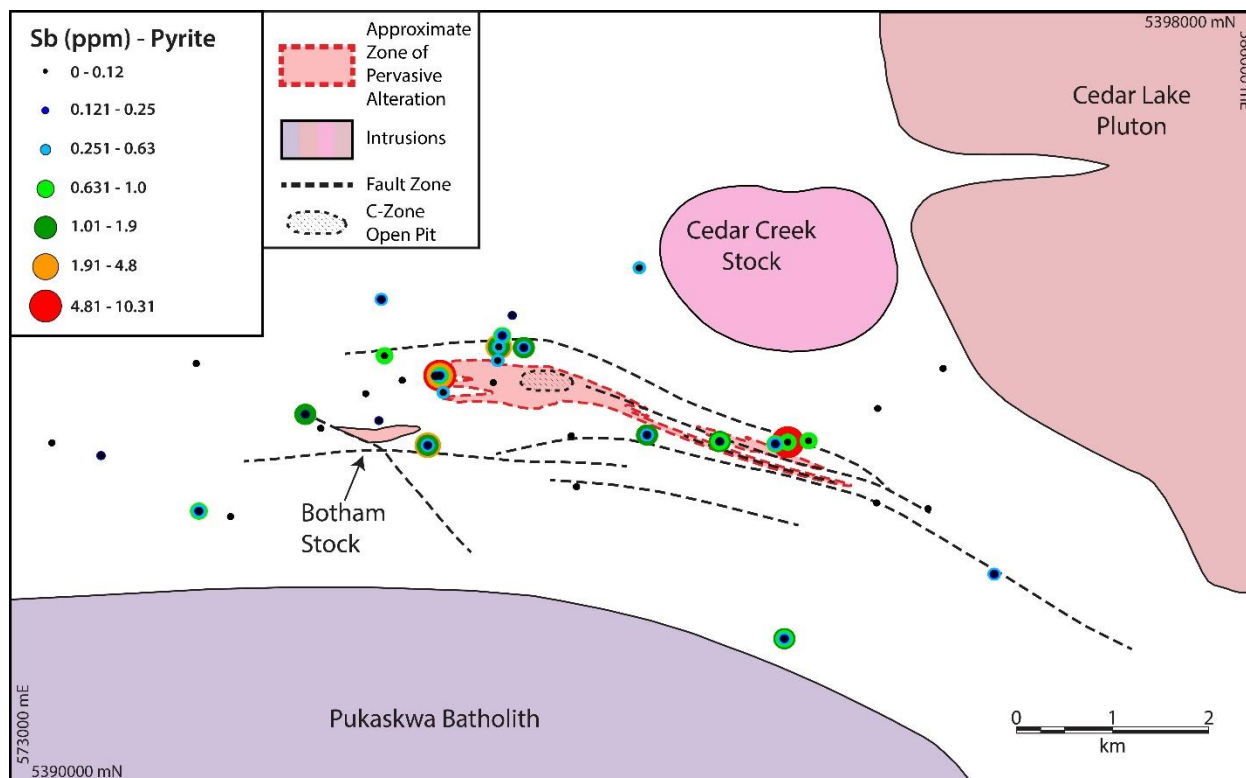 Sb (ppm) - Pyrite
0 - 0.12
0.121 - 0.25
0.251 - 0.63
0.631 - 1.0
1.01 - 1.9
1.91 - 4.8
4.81 - 10.31
Approximate
Zone of
Pervasive
Alteration
Intrusions
Fault Zone
C-Zone
Open Pit
5398000 mN
586000 mE
Cedar Lake
Pluton
Cedar Creek
Stock
Botham
Stock
Pukaskwa Batholith
573000 mE
5390000 mN
0 1 2
km